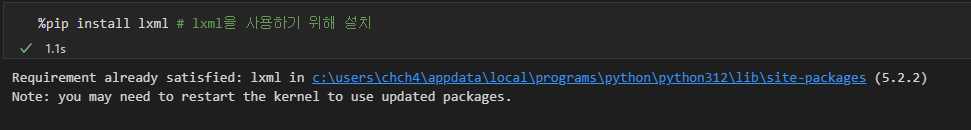 %pip install lxml # lxml을 사용하기 위해 설치
1.1s
Requirement already satisfied: lxml in c:\users\chch4\appdata\local\programs\python\python312\lib\site-packages (5.2.2)
Note: you may need to restart the kernel to use updated packages.